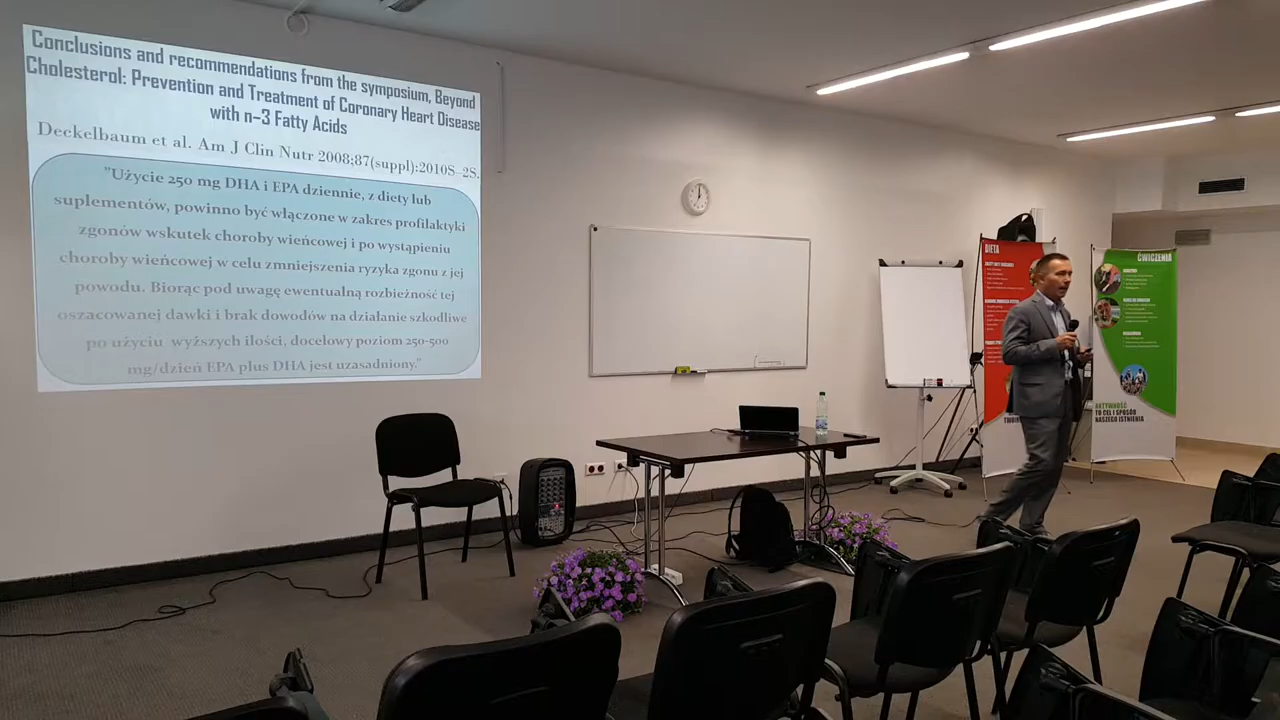 Conclusions and recommendations from the symposium, Beyond
Cholesterol: Prevention and Treatment of Coronary Heart Disease
with n-3 Fatty Acids
Deckelbaum et al. Am J Clin Nutr 2008;87(suppl):2010S-2S.
"Użycie 250 mg DHA i EPA dziennie, z diety lub
suplementów, powinno być włączone w zakres profilaktyki
zgonów wskutek choroby wieńcowej i po wystąpieniu
choroby wieńcowej w celu zmniejszenia ryzyka zgonu z jej
powodu. Biorąc pod uwagę ewentualną rozbieżność tej
oszacowanej dawki i brak dowodów na działanie szkodliwe
po użyciu wyższych ilości, docelowy poziom 250-500
mg/dzień EPA plus DHA jest uzasadniony."
DIETA
ĆWICZENIA
AKTYWNOŚĆ
TO CEL I SPOSÓB
NASZEGO ISTNIENIA